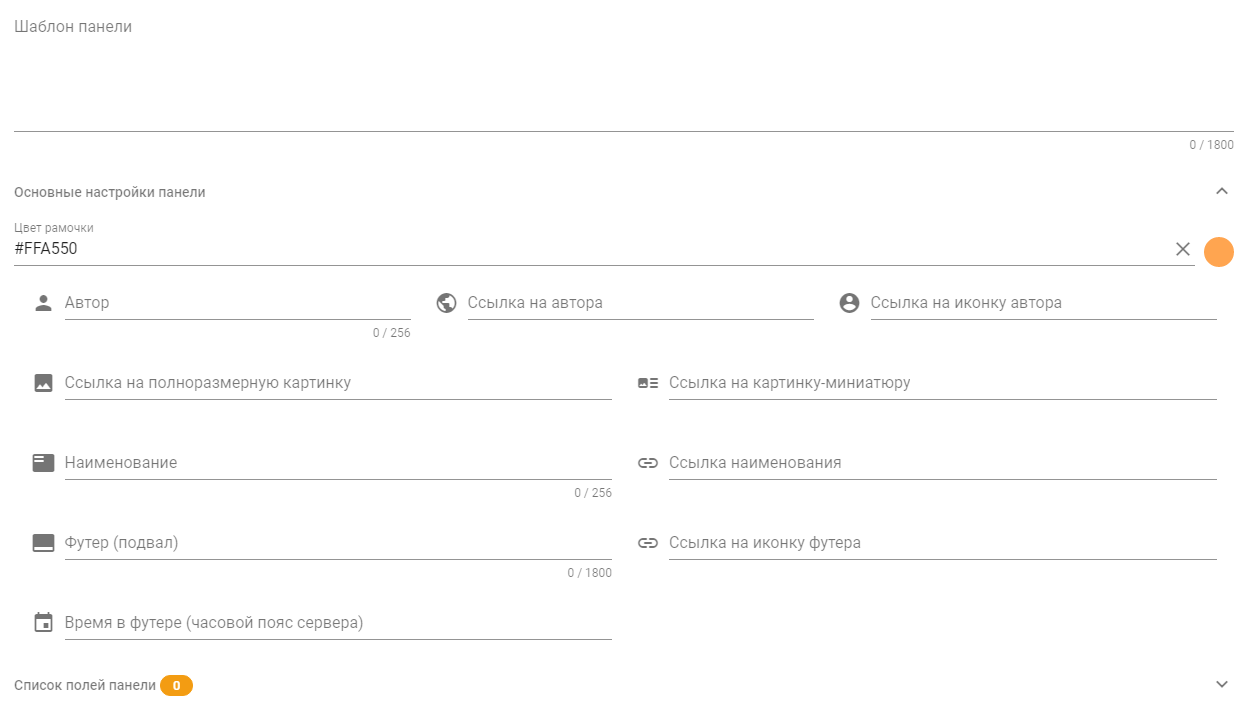 Шаблон панели
0 / 1800
Основные настройки панели
Цвет рамочки
#FFA550
Автор
Ссылка на автора
Ссылка на иконку автора
0 / 256
Ссылка на полноразмерную картинку
Ссылка на картинку-миниатюру
Наименование
Ссылка наименования
0 / 256
Футер (подвал)
Ссылка на иконку футера
0 / 1800
Время в футере (часовой пояс сервера)
Список полей панели 0